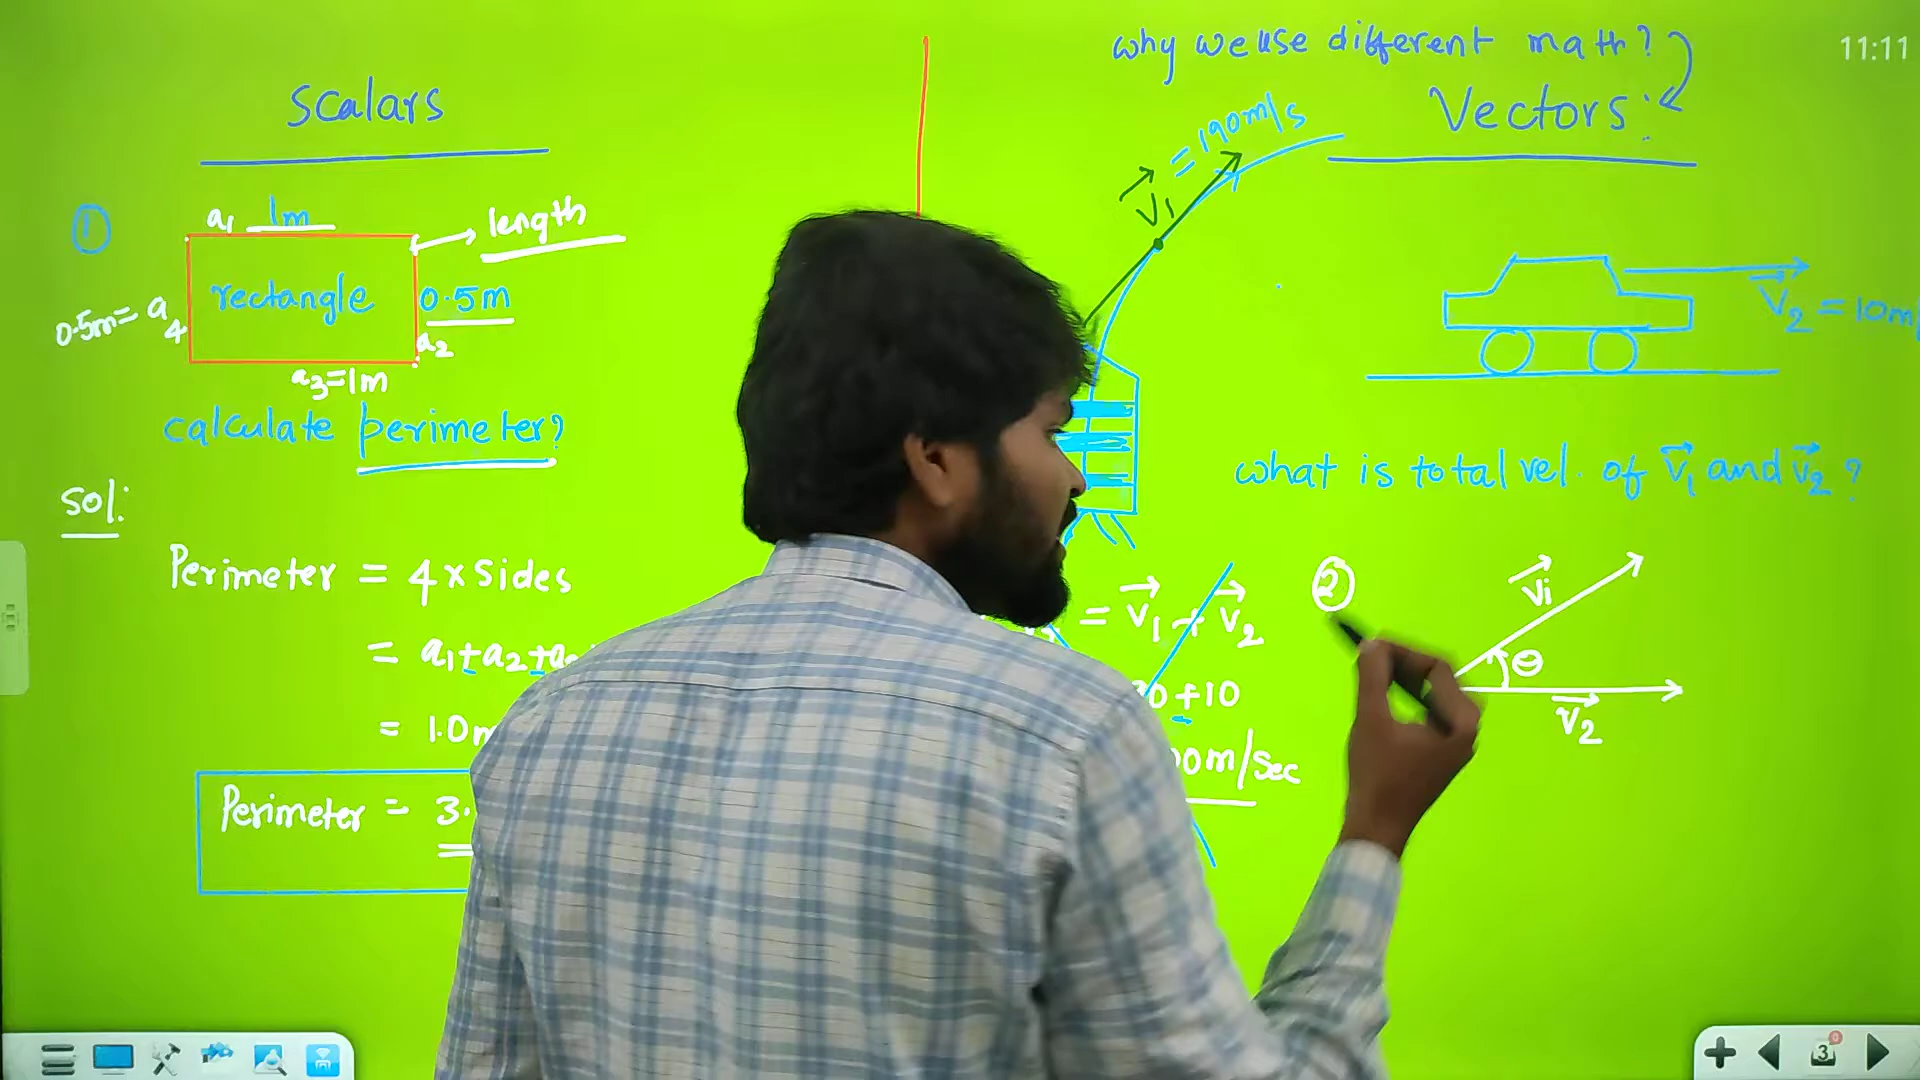 why we use different math?
11:11
Scalars
Vectors:
= 190m/s
V₁
①
a₁ 1m
length
rectangle
0.5m
0.5m = a₄
a₂
a₃=1m
V₂ = 10m/
calculate perimeter?
what is total vel. of V₁ and V₂ ?
Sol:
Perimeter = 4 x Sides
= V₁ + V₂
②
V₁
θ
V₂
= a₁+a₂+a
0+10
= 1.0m
00m/sec
Perimeter = 3.
3